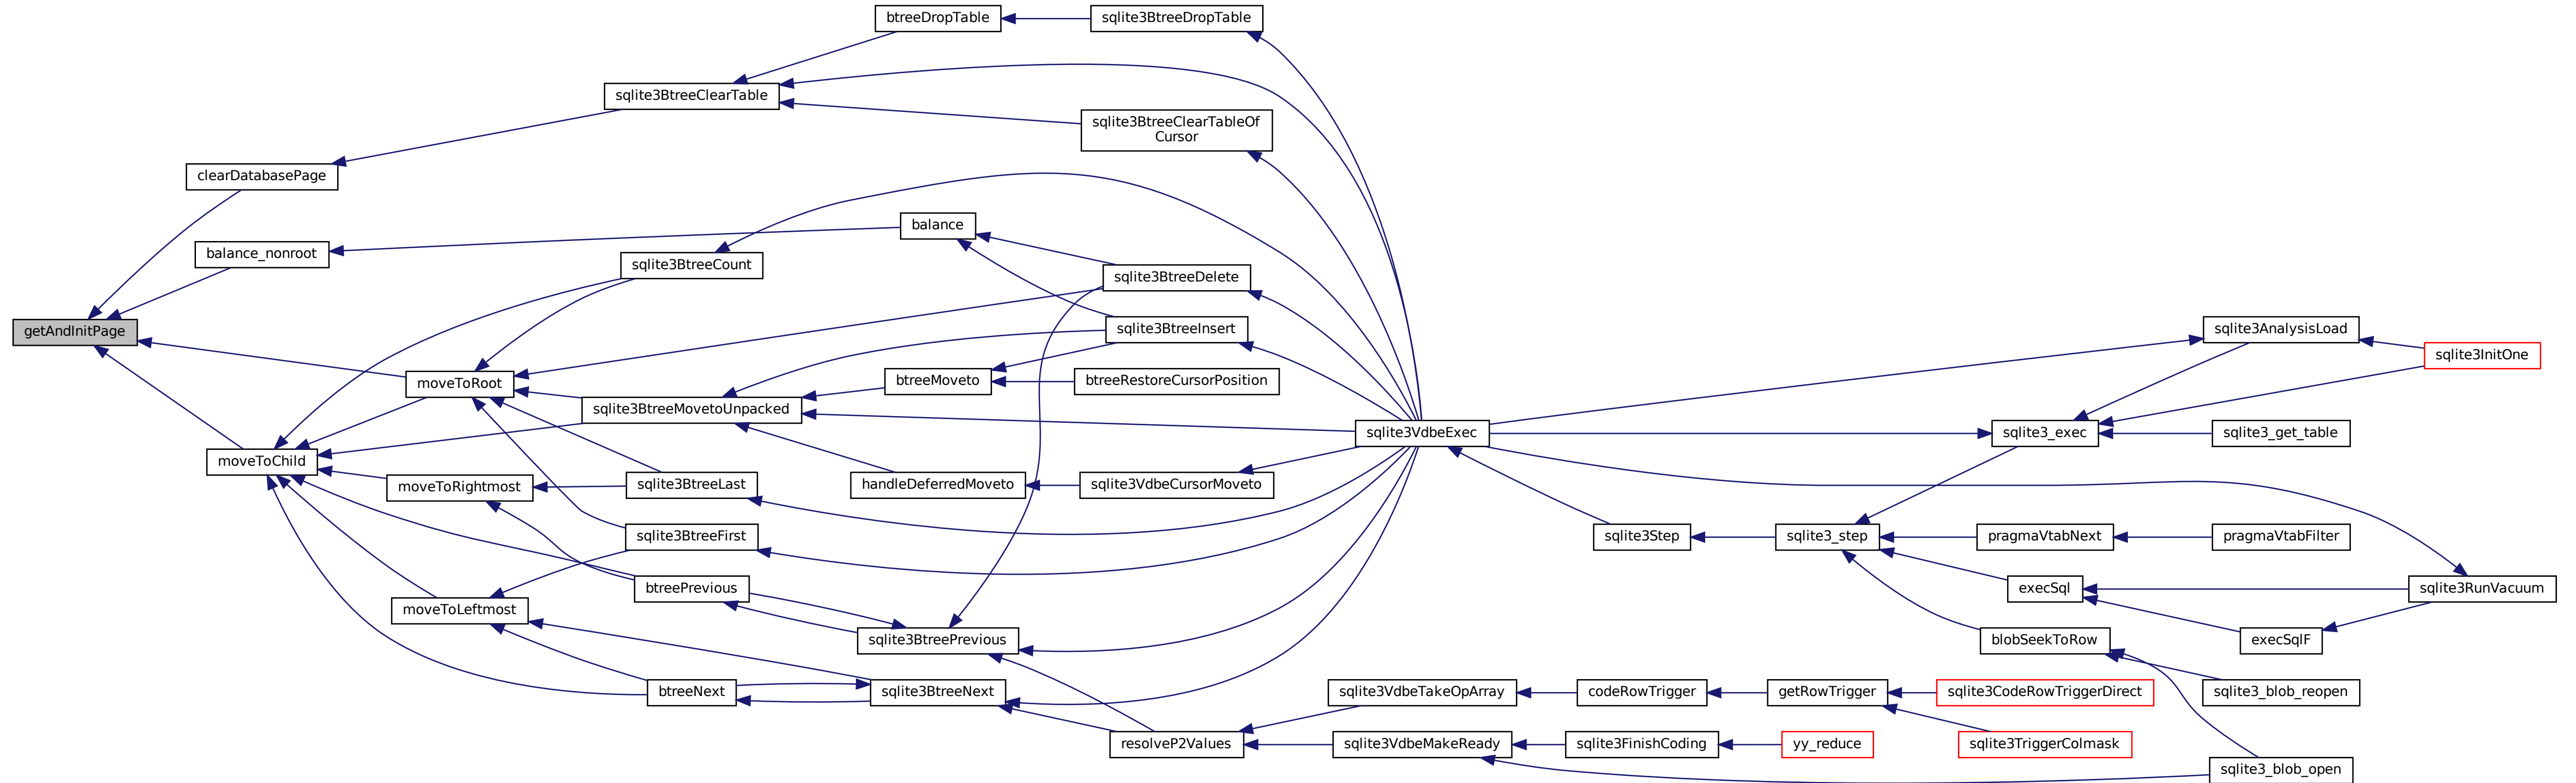 btreeDropTable
sqlite3BtreeDropTable
sqlite3BtreeClearTable
sqlite3BtreeClearTableOf
Cursor
clearDatabasePage
balance
balance_nonroot
sqlite3BtreeCount
sqlite3BtreeDelete
getAndInitPage
sqlite3BtreeInsert
sqlite3AnalysisLoad
sqlite3InitOne
moveToRoot
btreeMoveto
btreeRestoreCursorPosition
sqlite3BtreeMovetoUnpacked
sqlite3VdbeExec
sqlite3_exec
sqlite3_get_table
moveToChild
moveToRightmost
sqlite3BtreeLast
handleDeferredMoveto
sqlite3VdbeCursorMoveto
sqlite3BtreeFirst
sqlite3Step
sqlite3_step
pragmaVtabNext
pragmaVtabFilter
btreePrevious
execSql
sqlite3RunVacuum
moveToLeftmost
sqlite3BtreePrevious
blobSeekToRow
execSqlF
btreeNext
sqlite3BtreeNext
sqlite3VdbeTakeOpArray
codeRowTrigger
getRowTrigger
sqlite3CodeRowTriggerDirect
sqlite3_blob_reopen
resolveP2Values
sqlite3VdbeMakeReady
sqlite3FinishCoding
yy_reduce
sqlite3TriggerColmask
sqlite3_blob_open